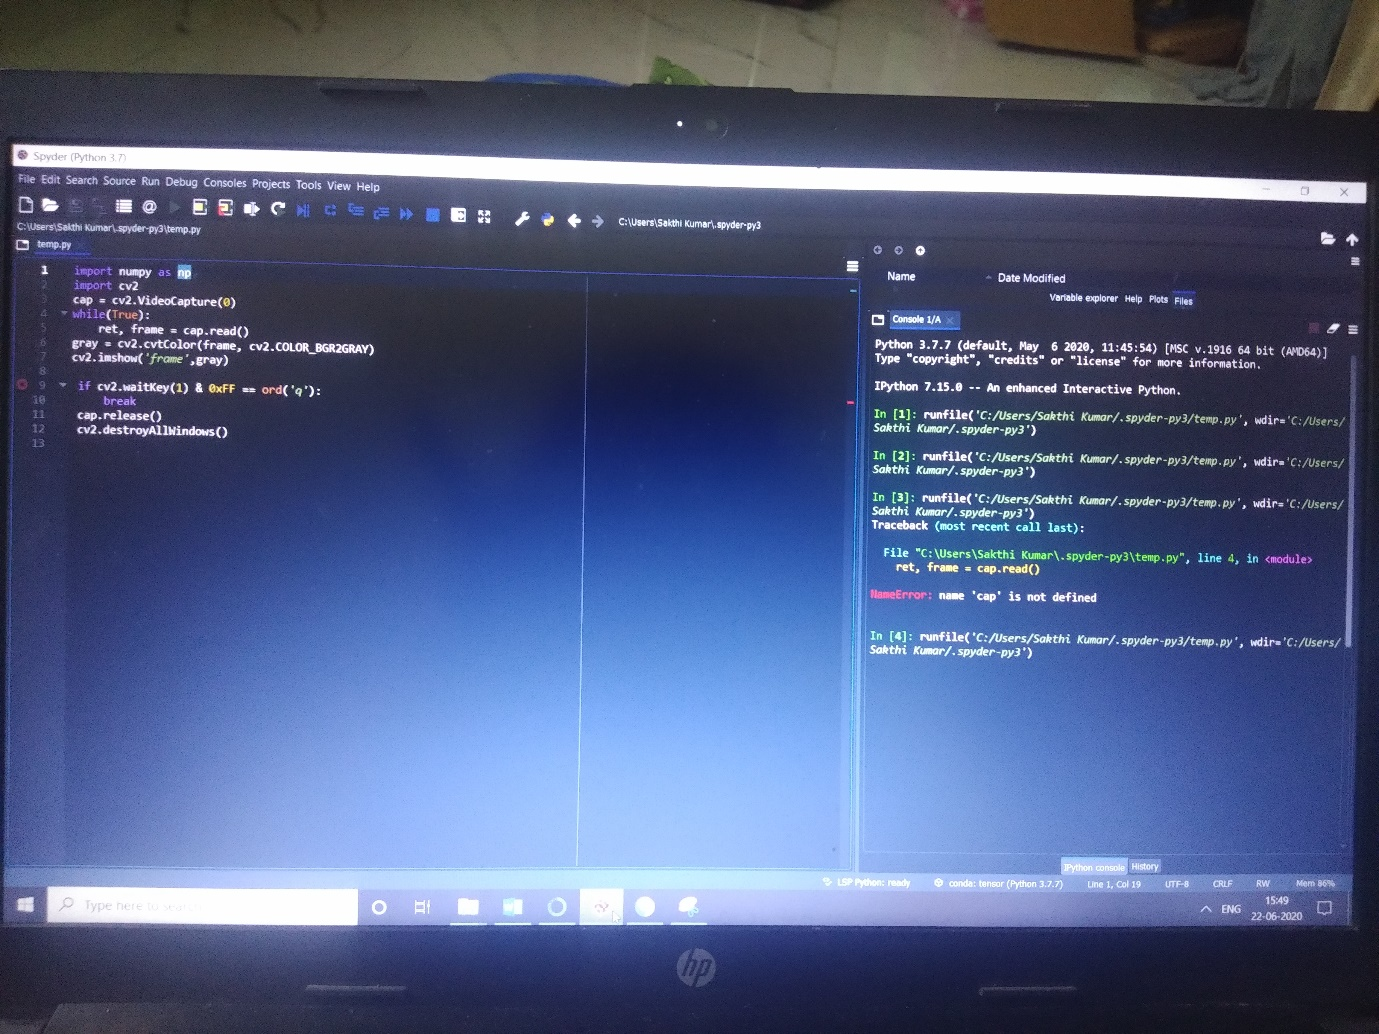 Spyder (Python 3.7)
File Edit Search Source Run Debug Consoles Projects Tools View Help
C:\Users\Sakthi Kumar\.spyder-py3
C:\Users\Sakthi Kumar\.spyder-py3\temp.py
temp.py
1 import numpy as np
2 import cv2
3 cap = cv2.VideoCapture(0)
4 while(True):
5 ret, frame = cap.read()
6 gray = cv2.cvtColor(frame, cv2.COLOR_BGR2GRAY)
7 cv2.imshow('frame',gray)
8
9 if cv2.waitKey(1) & 0xFF == ord('q'):
10 break
11 cap.release()
12 cv2.destroyAllWindows()
13
Name Date Modified
Variable explorer Help Plots Files
Console 1/A
Python 3.7.7 (default, May 6 2020, 11:45:54) [MSC v.1916 64 bit (AMD64)]
Type "copyright", "credits" or "license" for more information.
IPython 7.15.0 -- An enhanced Interactive Python.
In [1]: runfile('C:/Users/Sakthi Kumar/.spyder-py3/temp.py', wdir='C:/Users/
Sakthi Kumar/.spyder-py3')
In [2]: runfile('C:/Users/Sakthi Kumar/.spyder-py3/temp.py', wdir='C:/Users/
Sakthi Kumar/.spyder-py3')
In [3]: runfile('C:/Users/Sakthi Kumar/.spyder-py3/temp.py', wdir='C:/Users/
Sakthi Kumar/.spyder-py3')
Traceback (most recent call last):
File "C:\Users\Sakthi Kumar\.spyder-py3\temp.py", line 4, in <module>
ret, frame = cap.read()
NameError: name 'cap' is not defined
In [4]: runfile('C:/Users/Sakthi Kumar/.spyder-py3/temp.py', wdir='C:/Users/
Sakthi Kumar/.spyder-py3')
IPython console History
LSP Python: ready conda: tensor (Python 3.7.7) Line 1, Col 19 UTF-8 CRLF RW Mem 86%
Type here to search
ENG
15:49
22-06-2020
hp